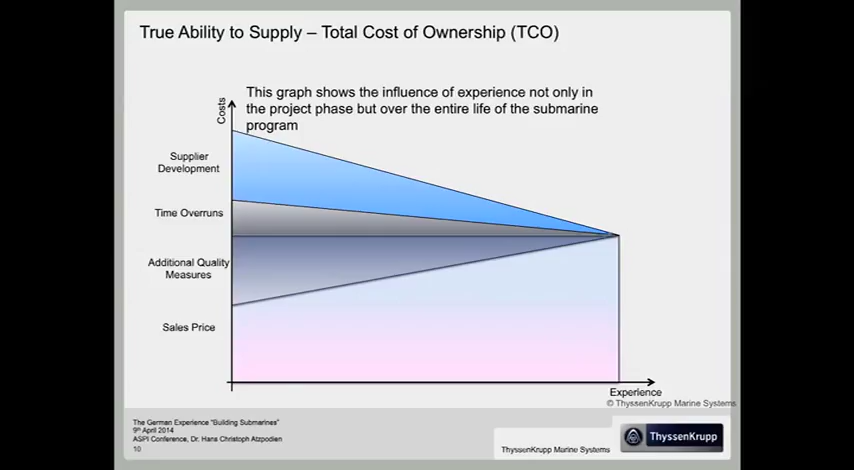 True Ability to Supply – Total Cost of Ownership (TCO)
This graph shows the influence of experience not only in
the project phase but over the entire life of the submarine
program
Costs
Supplier
Development
Time Overruns
Additional Quality
Measures
Sales Price
Experience
© ThyssenKrupp Marine Systems
The German Experience "Building Submarines"
9th April 2014
ASPI Conference, Dr. Hans Christoph Atzpodien
10
ThyssenKrupp Marine Systems
ThyssenKrupp